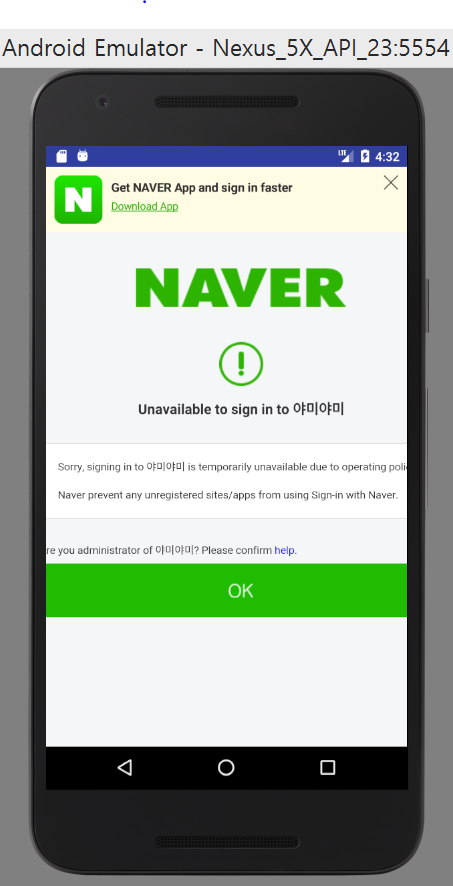 Android Emulator - Nexus_5X_API_23:5554
LTE 4:32
N
Get NAVER App and sign in faster
Download App
NAVER
Unavailable to sign in to 야미야미
Sorry, signing in to 야미야미 is temporarily unavailable due to operating poli
Naver prevent any unregistered sites/apps from using Sign-in with Naver.
re you administrator of 야미야미? Please confirm help.
OK